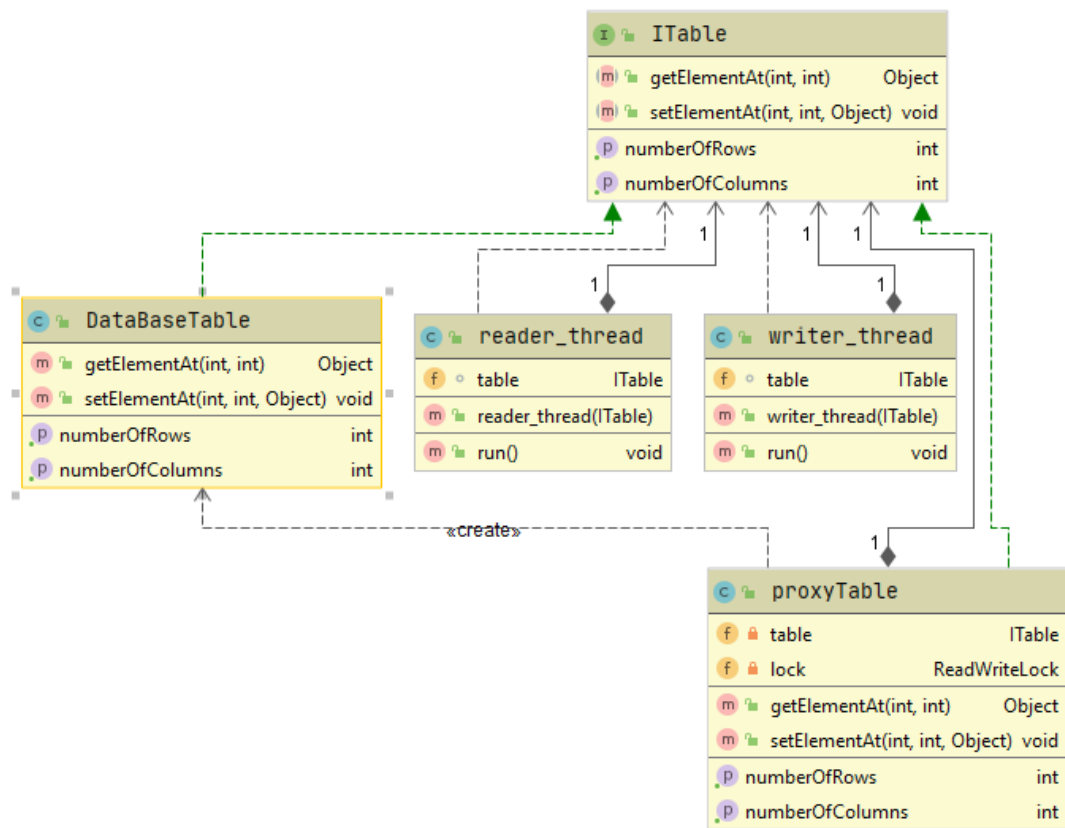 I ITable
m getElementAt(int, int) Object
m setElementAt(int, int, Object) void
p numberOfRows int
p numberOfColumns int
1 1 1
1 1
C DataBaseTable
m getElementAt(int, int) Object
m setElementAt(int, int, Object) void
p numberOfRows int
p numberOfColumns int
C reader_thread
f table ITable
m reader_thread(ITable)
m run() void
C writer_thread
f table ITable
m writer_thread(ITable)
m run() void
«create»
1
C proxyTable
f table ITable
f lock ReadWriteLock
m getElementAt(int, int) Object
m setElementAt(int, int, Object) void
p numberOfRows int
p numberOfColumns int